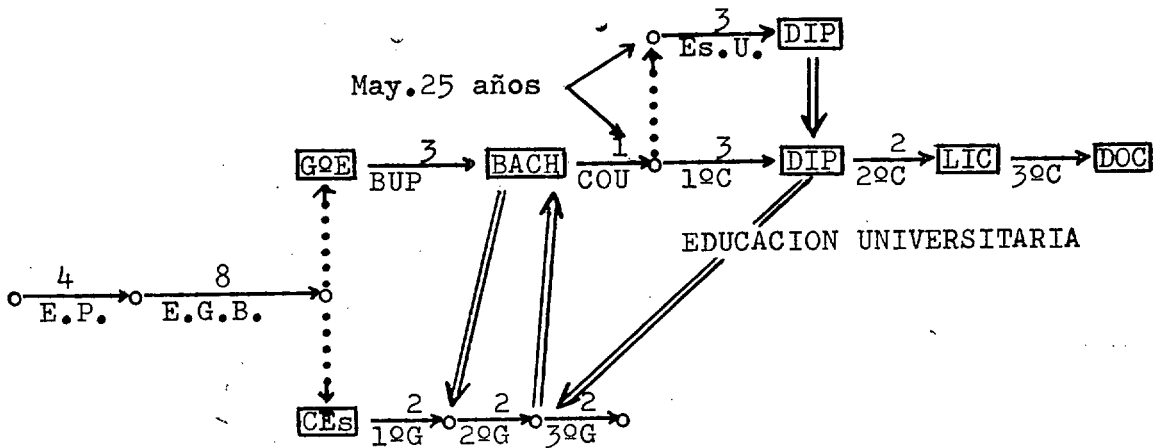 3
Es.U. DIP
May.25 años
GºE 3 BUP BACH 1 COU 3 1ºC DIP 2 2ºC LIC 3ºC DOC
EDUCACION UNIVERSITARIA
4 8
E.P. E.G.B.
CEs 2 1ºG 2 2ºG 2 3ºG